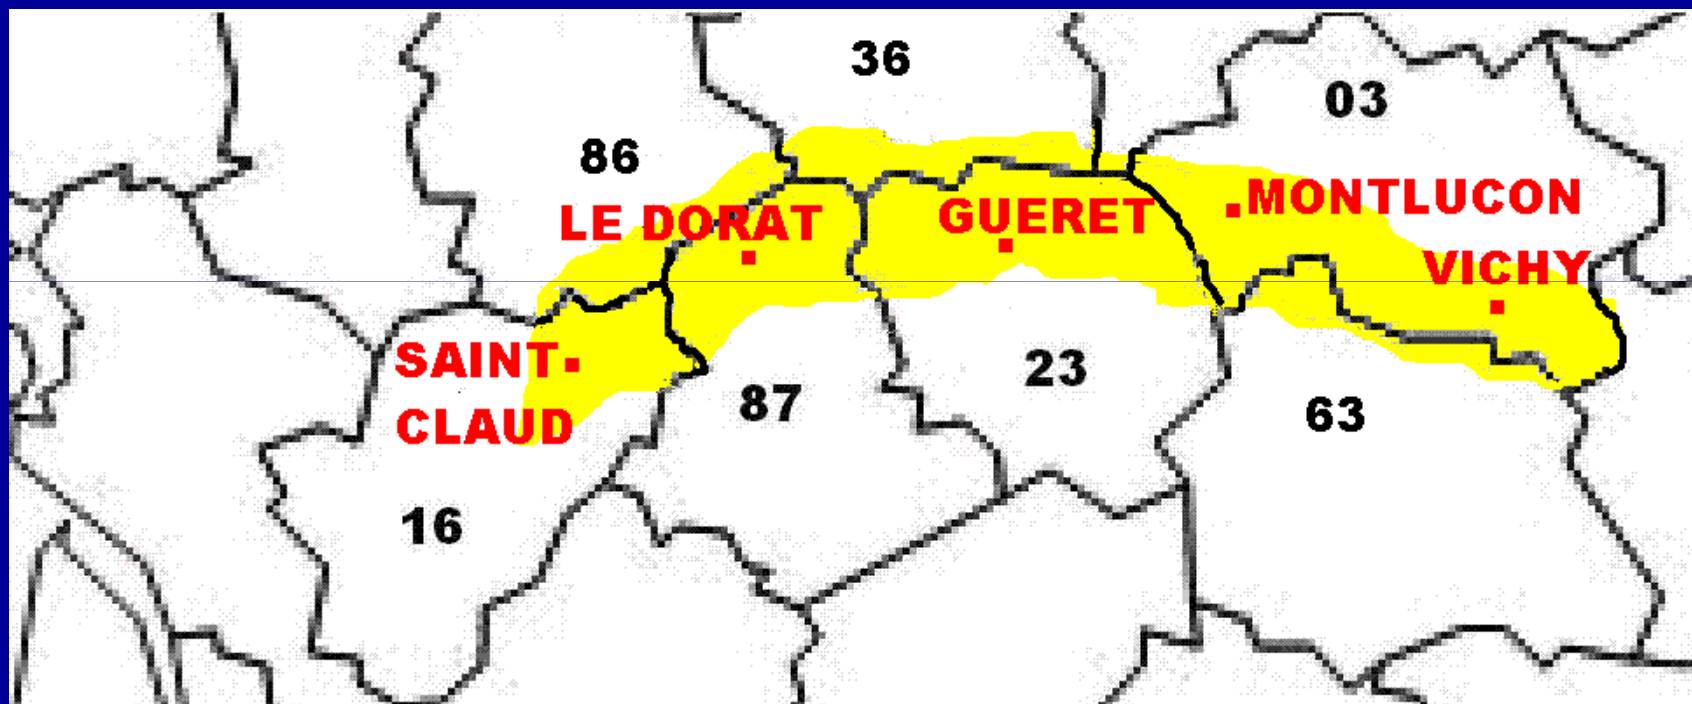 36
03
86
MONTLUCON
LE DORAT
GUERET
VICHY
SAINT-
CLAUD
23
87
63
16